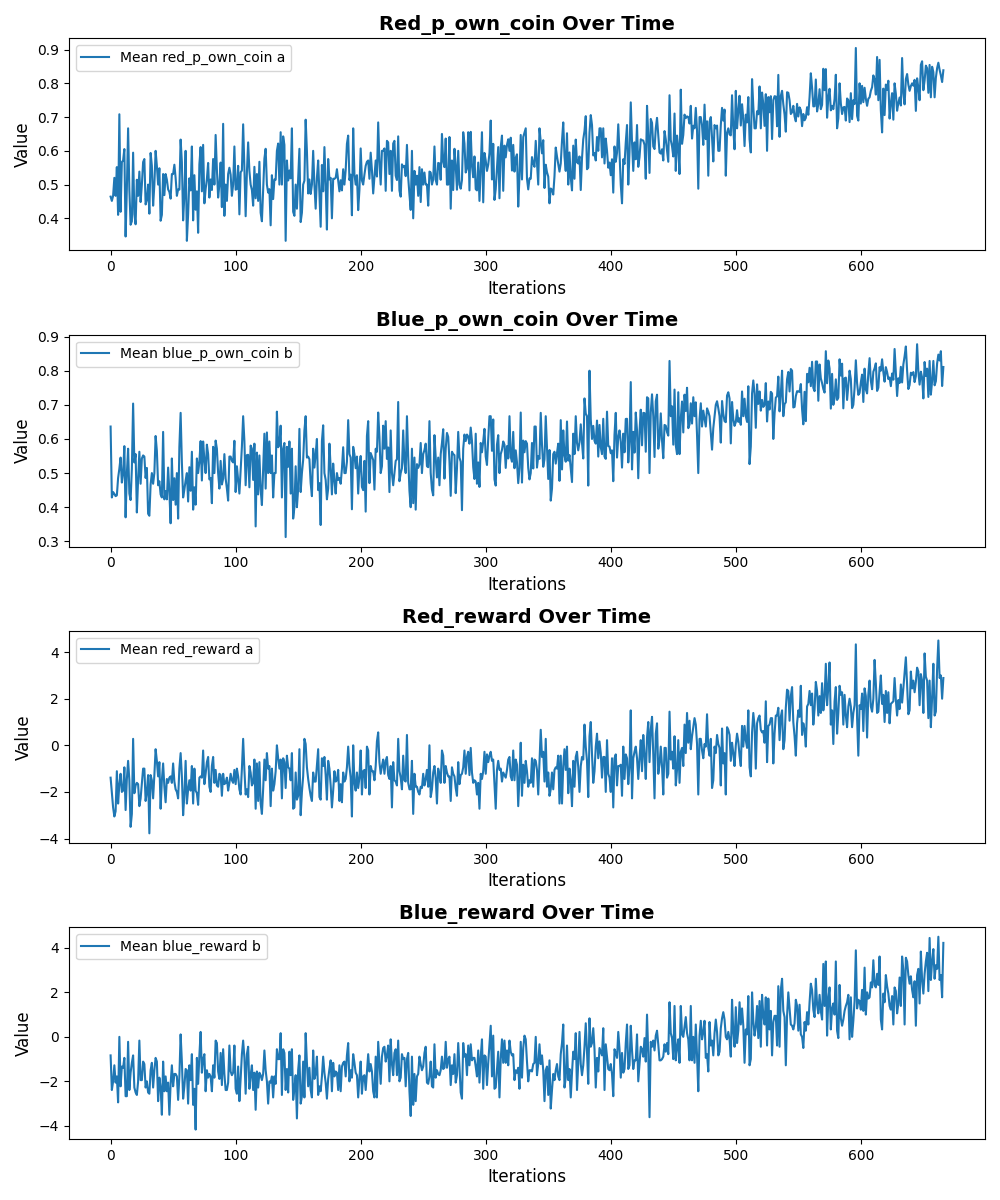 Red_p_own_coin Over Time
Mean red_p_own_coin a
Value
0.9
0.8
0.7
0.6
0.5
0.4
0 100 200 300 400 500 600
Iterations
Blue_p_own_coin Over Time
Mean blue_p_own_coin b
Value
0.9
0.8
0.7
0.6
0.5
0.4
0.3
0 100 200 300 400 500 600
Iterations
Red_reward Over Time
Mean red_reward a
Value
4
2
0
−2
−4
0 100 200 300 400 500 600
Iterations
Blue_reward Over Time
Mean blue_reward b
Value
4
2
0
−2
−4
0 100 200 300 400 500 600
Iterations